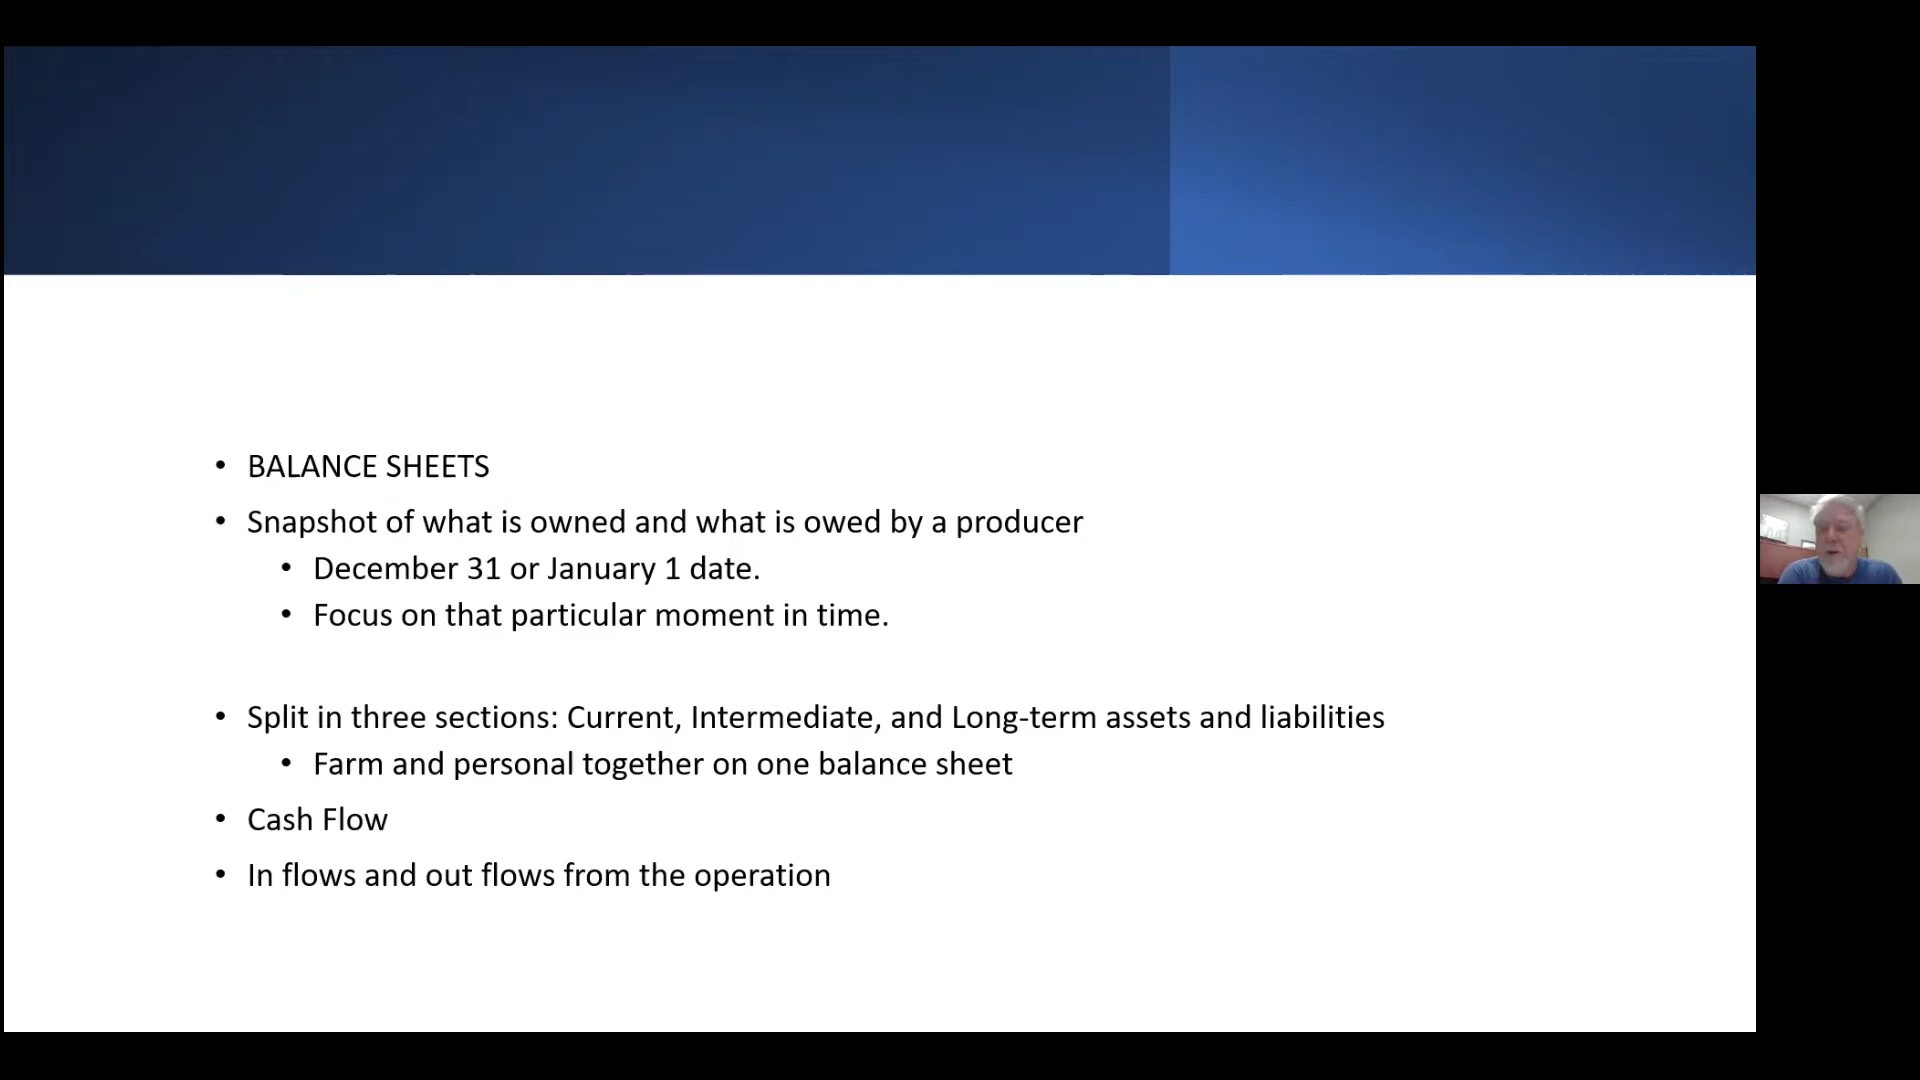 • BALANCE SHEETS
• Snapshot of what is owned and what is owed by a producer
• December 31 or January 1 date.
• Focus on that particular moment in time.
• Split in three sections: Current, Intermediate, and Long-term assets and liabilities
• Farm and personal together on one balance sheet
• Cash Flow
• In flows and out flows from the operation